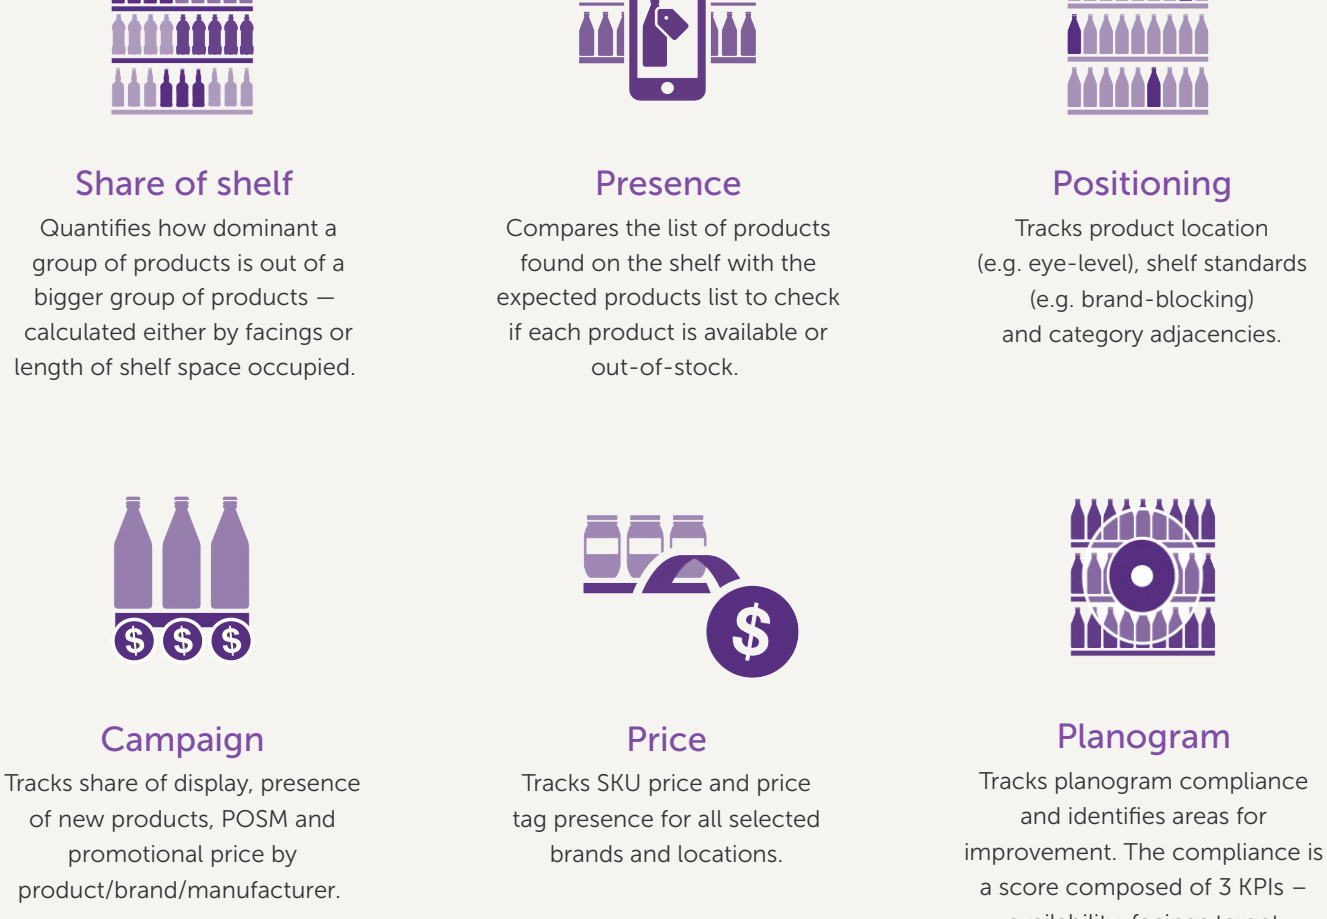 Share of shelf
Quantifies how dominant a
group of products is out of a
bigger group of products —
calculated either by facings or
length of shelf space occupied.
Presence
Compares the list of products
found on the shelf with the
expected products list to check
if each product is available or
out-of-stock.
Positioning
Tracks product location
(e.g. eye-level), shelf standards
(e.g. brand-blocking)
and category adjacencies.
$ $ $
Campaign
Tracks share of display, presence
of new products, POSM and
promotional price by
product/brand/manufacturer.
$
Price
Tracks SKU price and price
tag presence for all selected
brands and locations.
Planogram
Tracks planogram compliance
and identifies areas for
improvement. The compliance is
a score composed of 3 KPIs –
availability, facings target